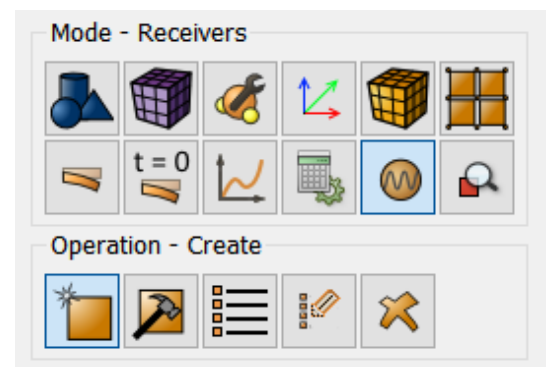 Mode - Receivers
t = 0
Operation - Create